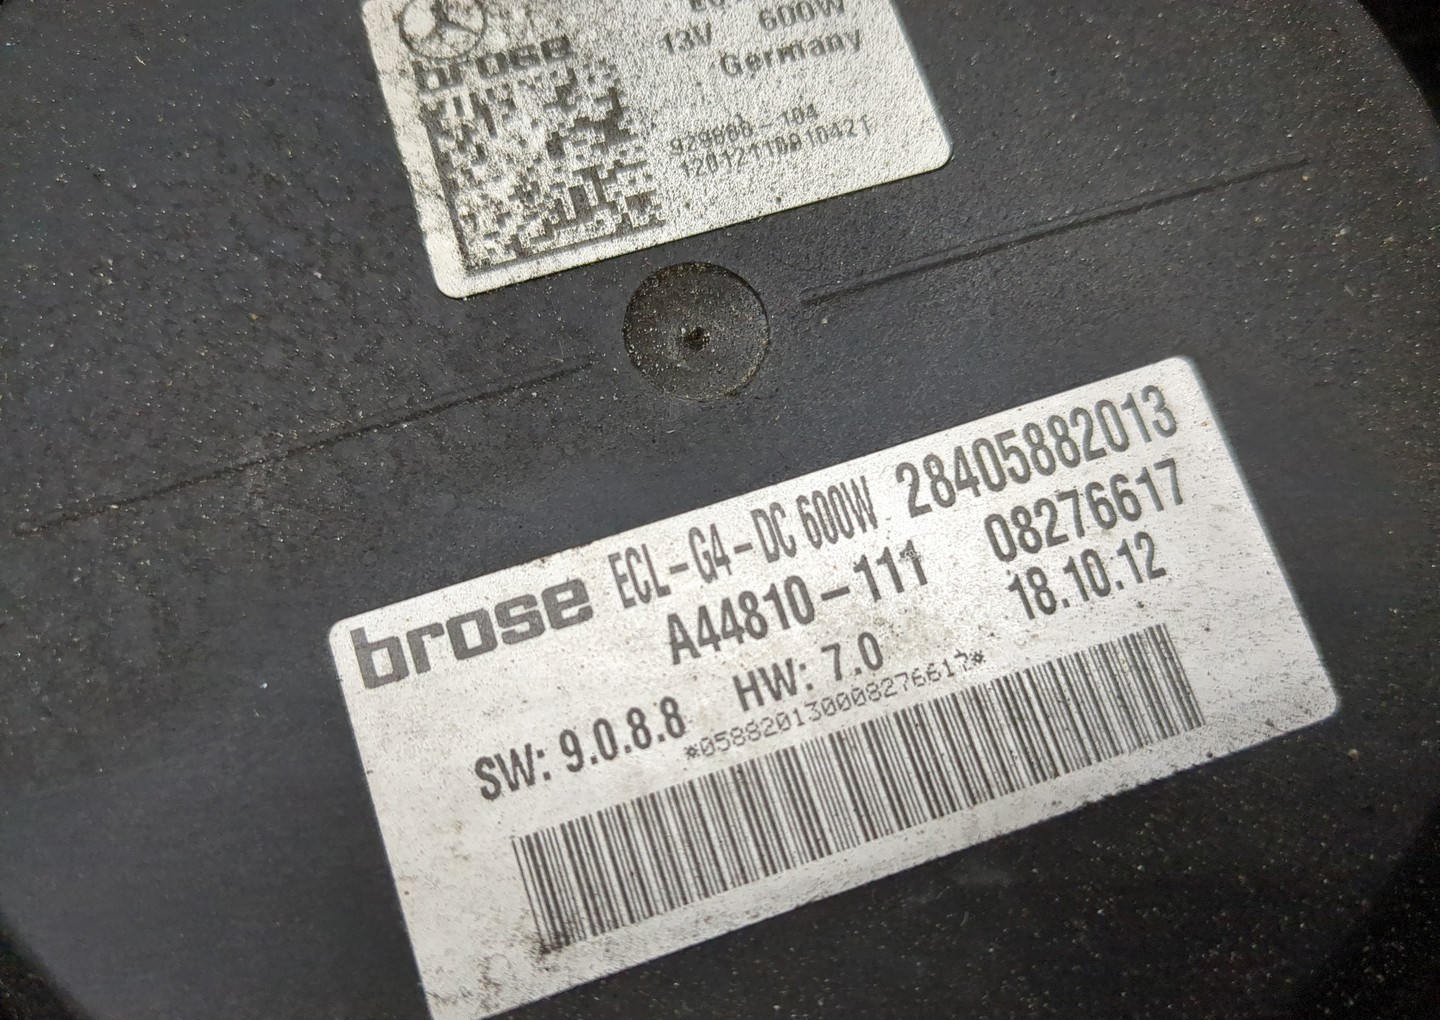 600W
brose
13V
Germany
brose ECL-G4-DC 600W 28405882013
A44810-111 08276617
SW: 9.0.8.8 HW: 7.0 18.10.12
*058820130008276617*